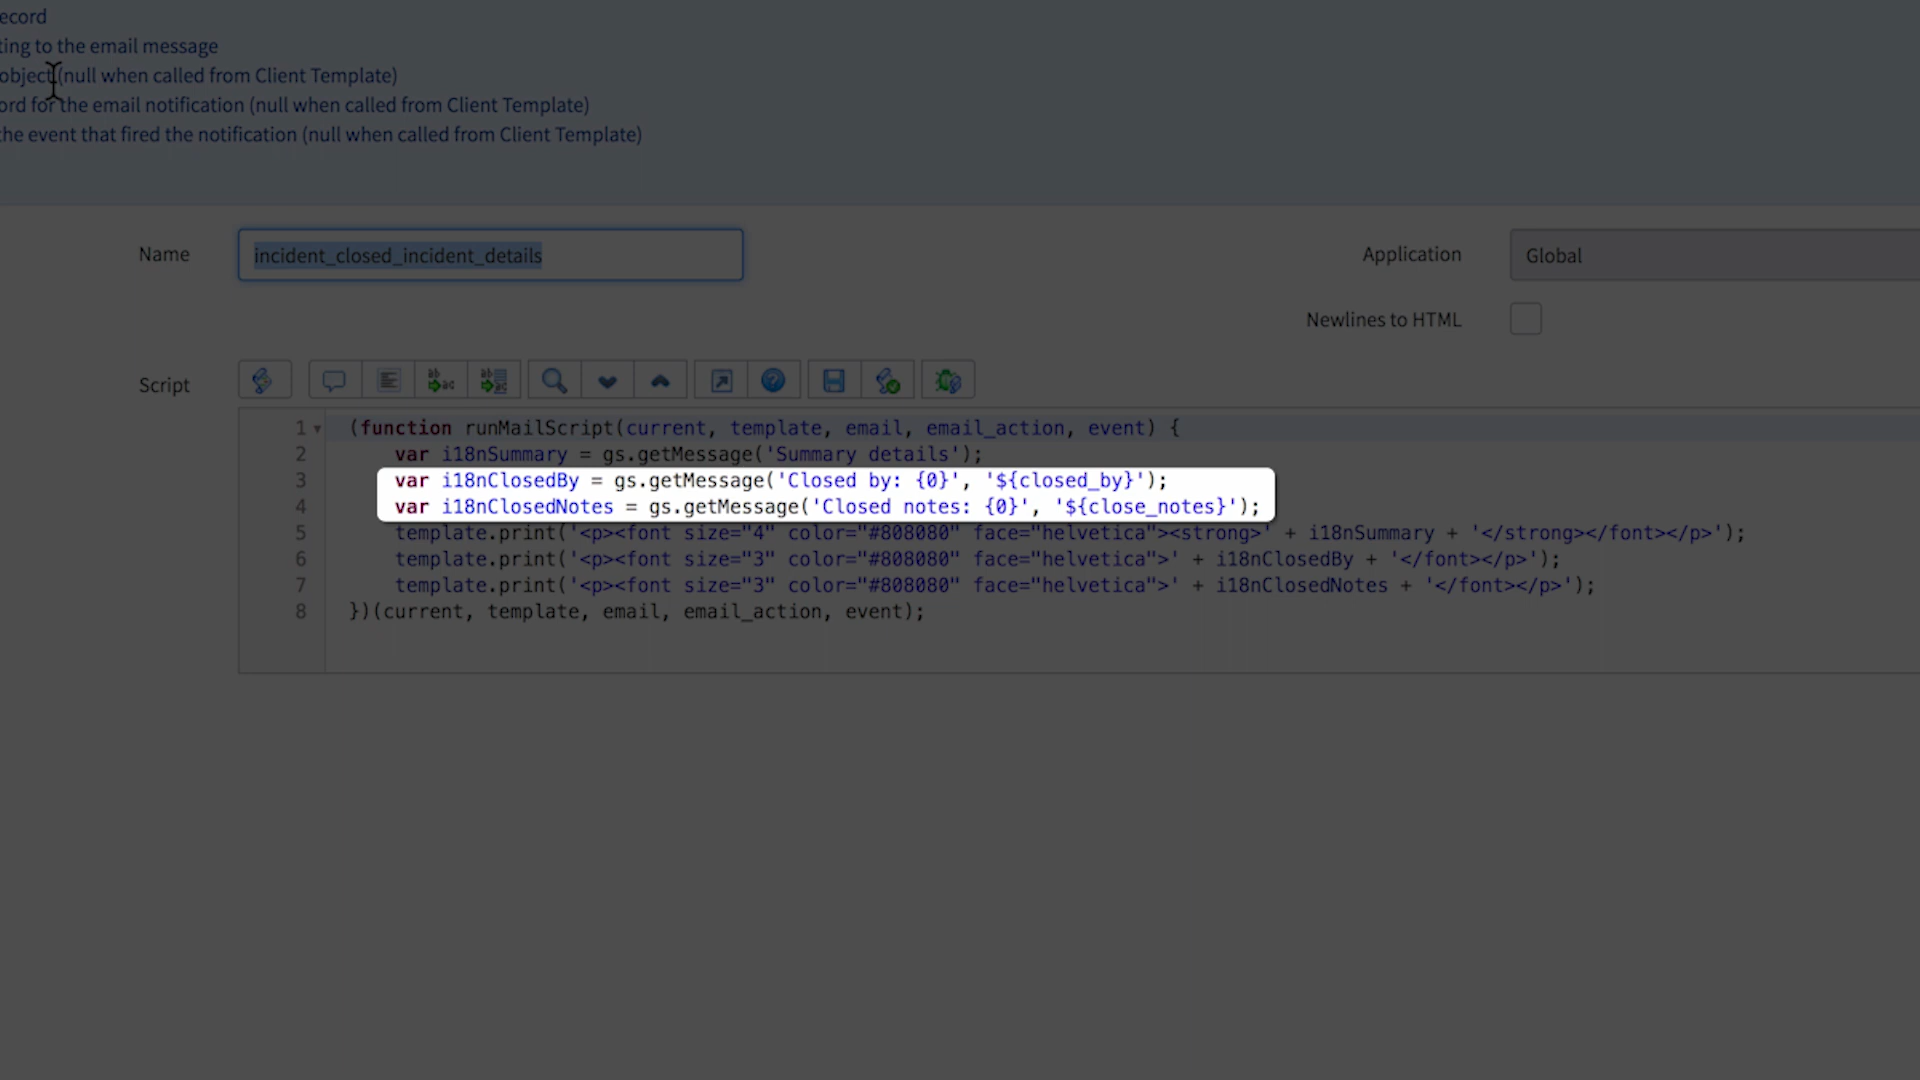 ecord
ting to the email message
object (null when called from Client Template)
ord for the email notification (null when called from Client Template)
the event that fired the notification (null when called from Client Template)
Name
incident_closed_incident_details
Application
Global
Newlines to HTML
Script
1 (function runMailScript(current, template, email, email_action, event) {
2 var i18nSummary = gs.getMessage('Summary details');
3 var i18nClosedBy = gs.getMessage('Closed by: {0}', '${closed_by}');
4 var i18nClosedNotes = gs.getMessage('Closed notes: {0}', '${close_notes}');
5 template.print('<p><font size="4" color="#808080" face="helvetica"><strong>' + i18nSummary + '</strong></font></p>');
6 template.print('<p><font size="3" color="#808080" face="helvetica">' + i18nClosedBy + '</font></p>');
7 template.print('<p><font size="3" color="#808080" face="helvetica">' + i18nClosedNotes + '</font></p>');
8 })(current, template, email, email_action, event);